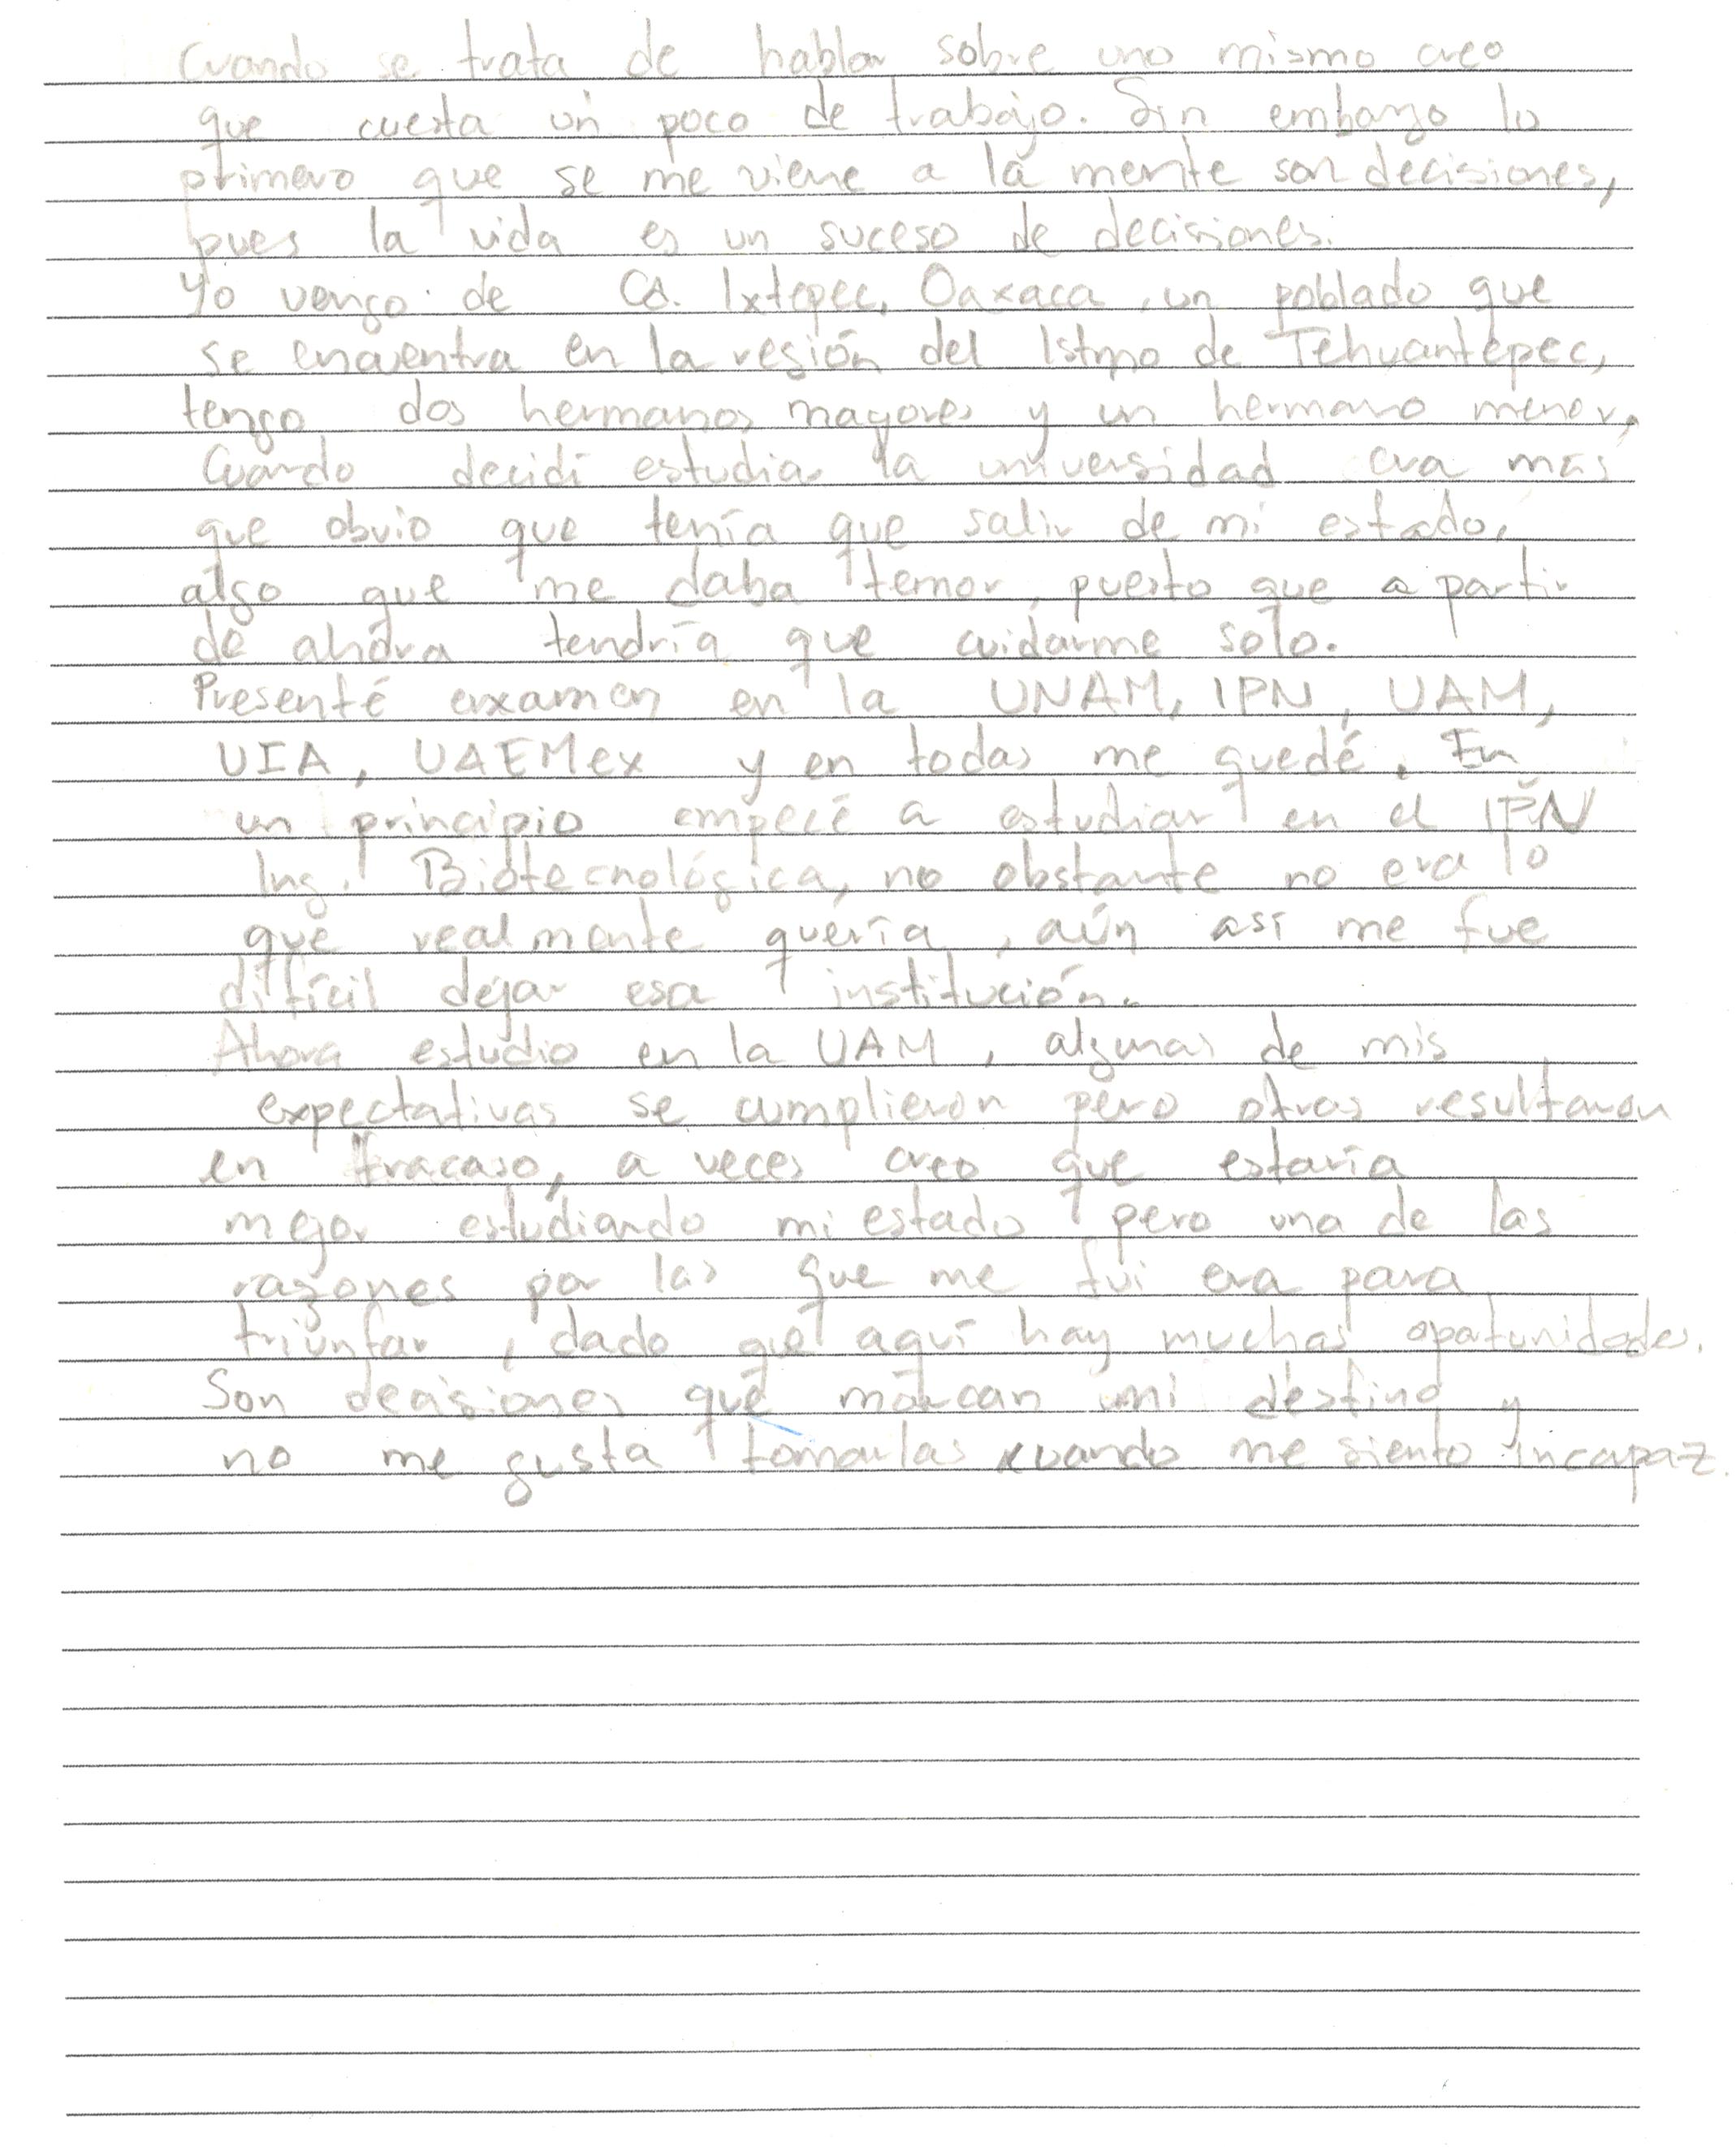 Cuando se trata de hablar sobre uno mismo creo
que cuesta un poco de trabajo. Sin embargo lo
primero que se me viene a la mente son decisiones,
pues la vida es un suceso de decisiones.
Yo vengo de Cd. Ixtepec, Oaxaca, un poblado que
se encuentra en la región del Istmo de Tehuantepec,
tengo dos hermanos mayores y un hermano menor,
Cuando decidí estudiar la universidad era más
que obvio que tenía que salir de mi estado,
algo que me daba temor, puesto que a partir
de ahora tendría que cuidarme solo.
Presenté examen en la UNAM, IPN, UAM,
UIA, UAEMex y en todas me quedé. En
un principio empecé a estudiar en el IPN
Ing. Biotecnológica, no obstante no era lo
que realmente quería, aún así me fue
difícil dejar esa institución.
Ahora estudio en la UAM, algunas de mis
expectativas se cumplieron pero otras resultaron
en fracaso, a veces creo que estaría
mejor estudiando mi estado pero una de las
razones por las que me fui era para
triunfar, dado que aquí hay muchas opotunidades.
Son decisiones que marcan mi destino y
no me gusta tomarlas cuando me siento incapaz.